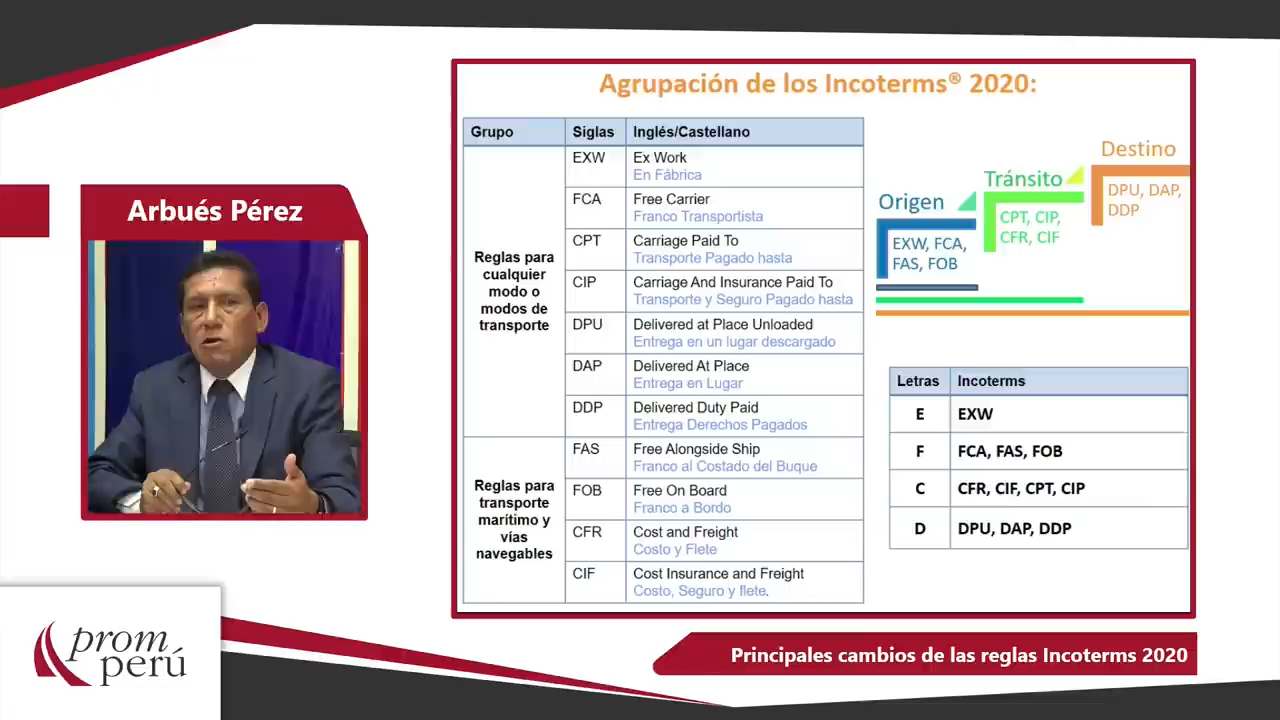 Agrupación de los Incoterms® 2020:
Arbués Pérez
Grupo Siglas Inglés/Castellano
Reglas para
cualquier
modo o
modos de
transporte
EXW Ex Work
En Fábrica
FCA Free Carrier
Franco Transportista
CPT Carriage Paid To
Transporte Pagado hasta
CIP Carriage And Insurance Paid To
Transporte y Seguro Pagado hasta
DPU Delivered at Place Unloaded
Entrega en un lugar descargado
DAP Delivered At Place
Entrega en Lugar
DDP Delivered Duty Paid
Entrega Derechos Pagados
Reglas para
transporte
marítimo y
vías
navegables
FAS Free Alongside Ship
Franco al Costado del Buque
FOB Free On Board
Franco a Bordo
CFR Cost and Freight
Costo y Flete
CIF Cost Insurance and Freight
Costo, Seguro y flete.
Origen
EXW, FCA,
FAS, FOB
Tránsito
CPT, CIP,
CFR, CIF
Destino
DPU, DAP,
DDP
Letras Incoterms
E EXW
F FCA, FAS, FOB
C CFR, CIF, CPT, CIP
D DPU, DAP, DDP
prom
perú
Principales cambios de las reglas Incoterms 2020